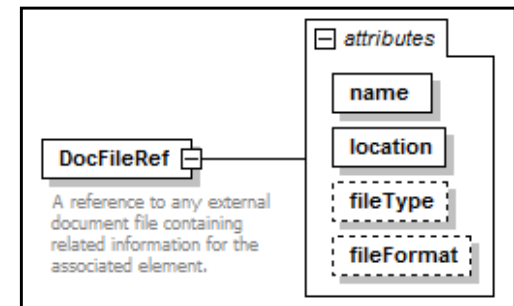 attributes
name
location
DocFileRef
fileType
fileFormat
A reference to any external
document file containing
related information for the
associated element.